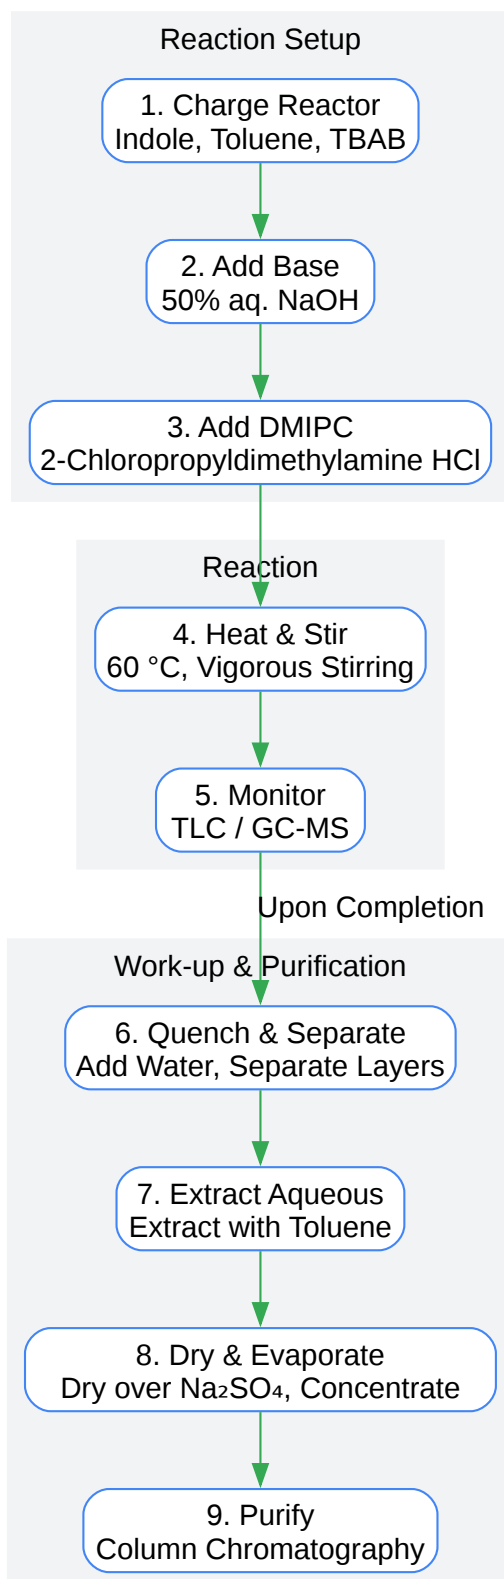 Reaction Setup
1. Charge Reactor
Indole, Toluene, TBAB
2. Add Base
50% aq. NaOH
3. Add DMIPC
2-Chloropropyldimethylamine HCl
Reaction
4. Heat & Stir
60 °C, Vigorous Stirring
5. Monitor
TLC / GC-MS
Upon Completion
Work-up & Purification
6. Quench & Separate
Add Water, Separate Layers
7. Extract Aqueous
Extract with Toluene
8. Dry & Evaporate
Dry over Na₂SO₄, Concentrate
9. Purify
Column Chromatography